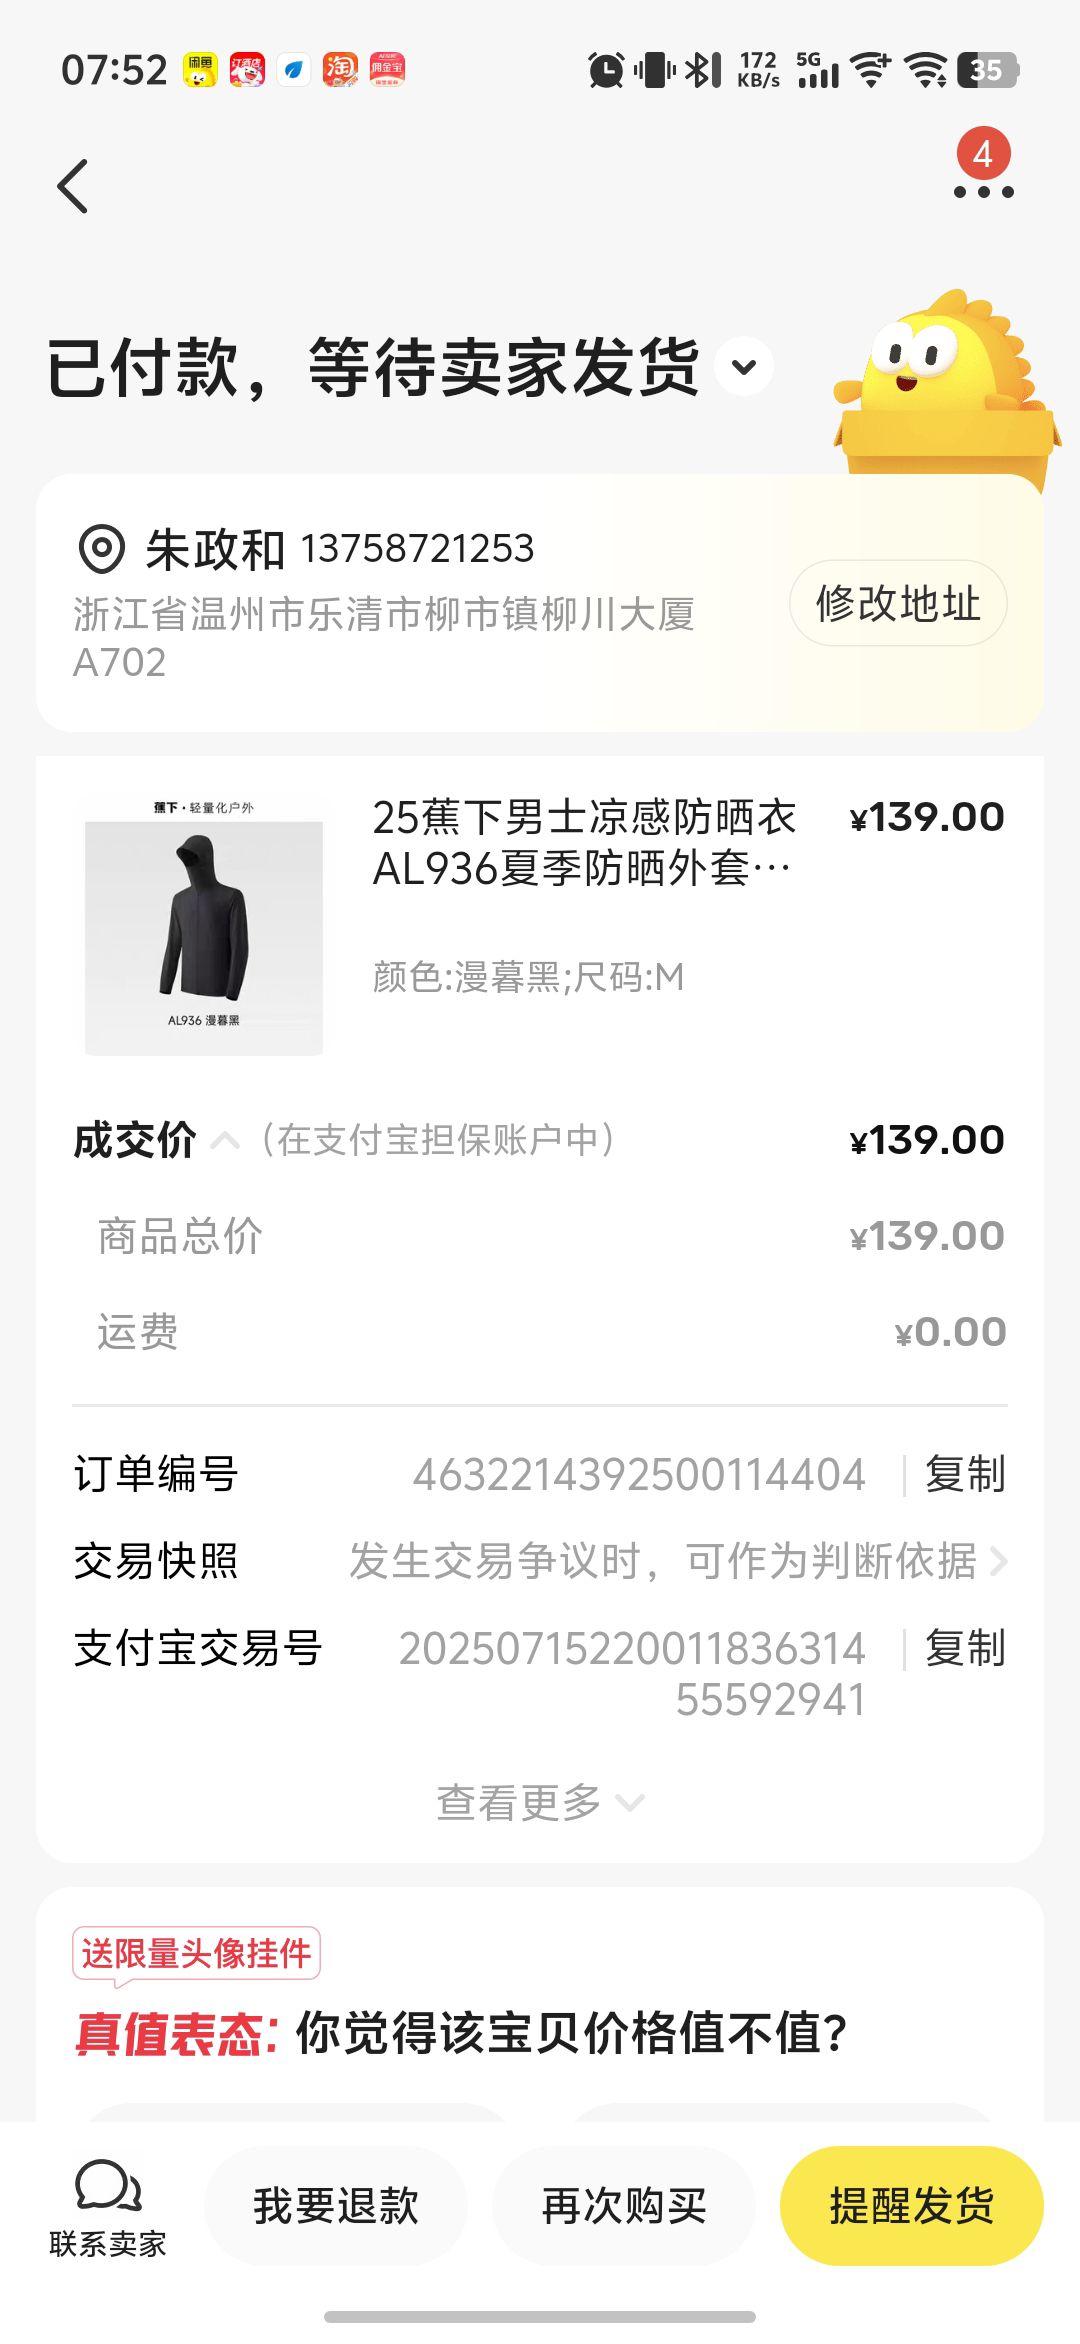 07:52
172
KB/s
5G
35
4
已付款，等待卖家发货
朱政和 13758721253
浙江省温州市乐清市柳市镇柳川大厦
A702
修改地址
蕉下·轻量化户外
AL936 漫暮黑
25蕉下男士凉感防晒衣
AL936夏季防晒外套…
¥139.00
颜色:漫暮黑;尺码:M
成交价 （在支付宝担保账户中） ¥139.00
商品总价 ¥139.00
运费 ¥0.00
订单编号 4632214392500114404 复制
交易快照 发生交易争议时，可作为判断依据
支付宝交易号 20250715220011836314 复制
55592941
查看更多
送限量头像挂件
真值表态: 你觉得该宝贝价格值不值？
联系卖家
我要退款
再次购买
提醒发货